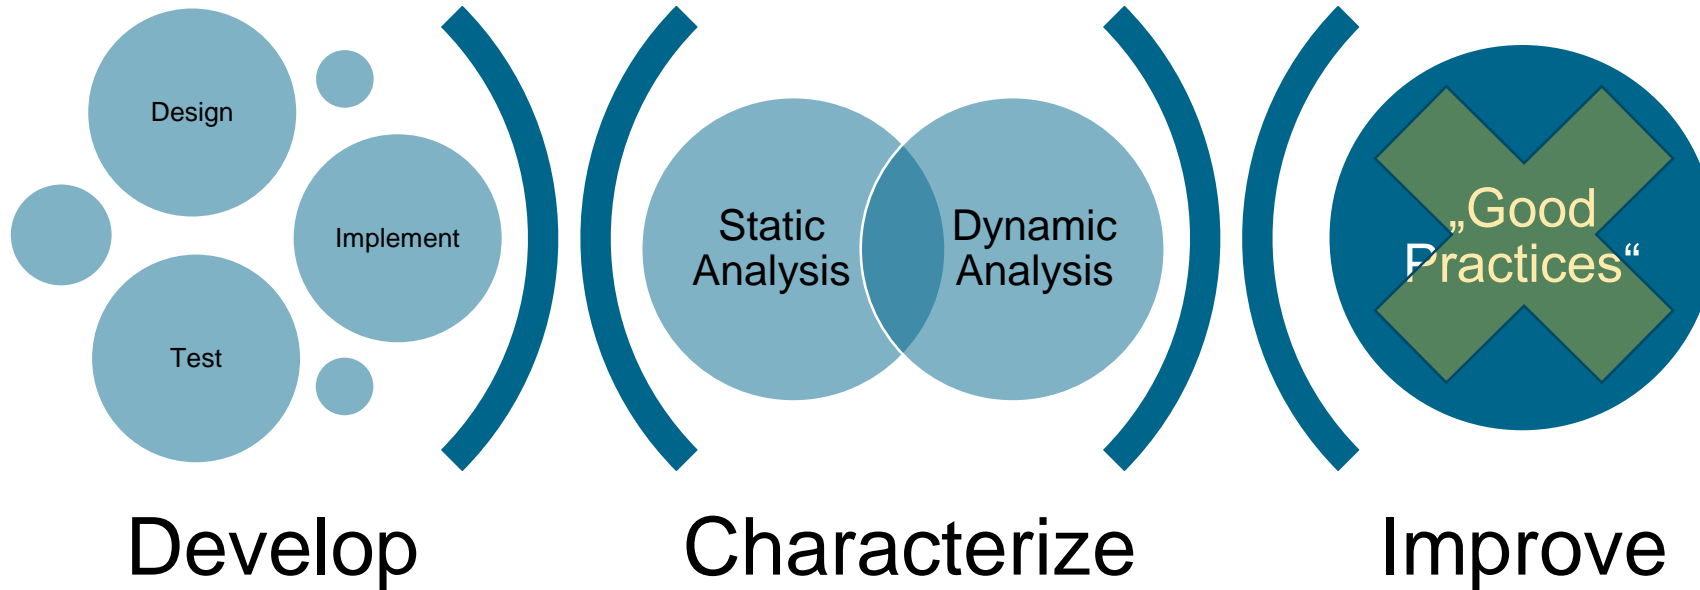 Design
Implement
Test
Static
Analysis
Dynamic
Analysis
„Good
Practices“
Develop
Characterize
Improve